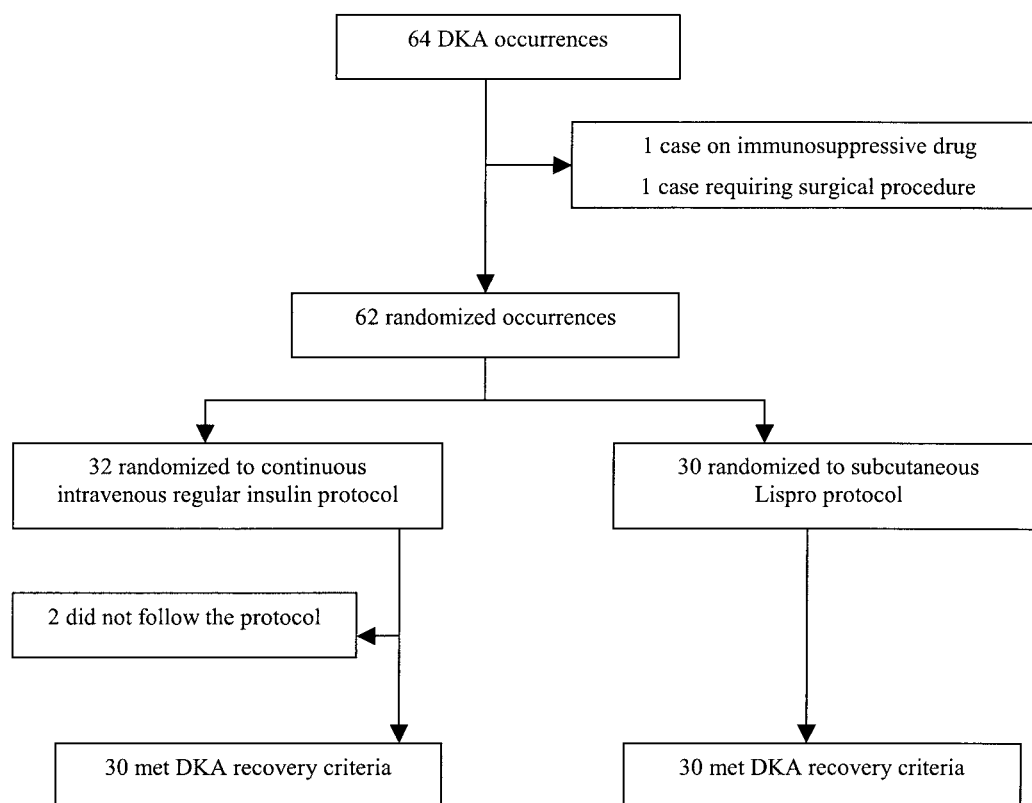 64 DKA occurrences
1 case on immunosuppressive drug
1 case requiring surgical procedure
62 randomized occurrences
32 randomized to continuous
intravenous regular insulin protocol
30 randomized to subcutaneous
Lispro protocol
2 did not follow the protocol
30 met DKA recovery criteria
30 met DKA recovery criteria